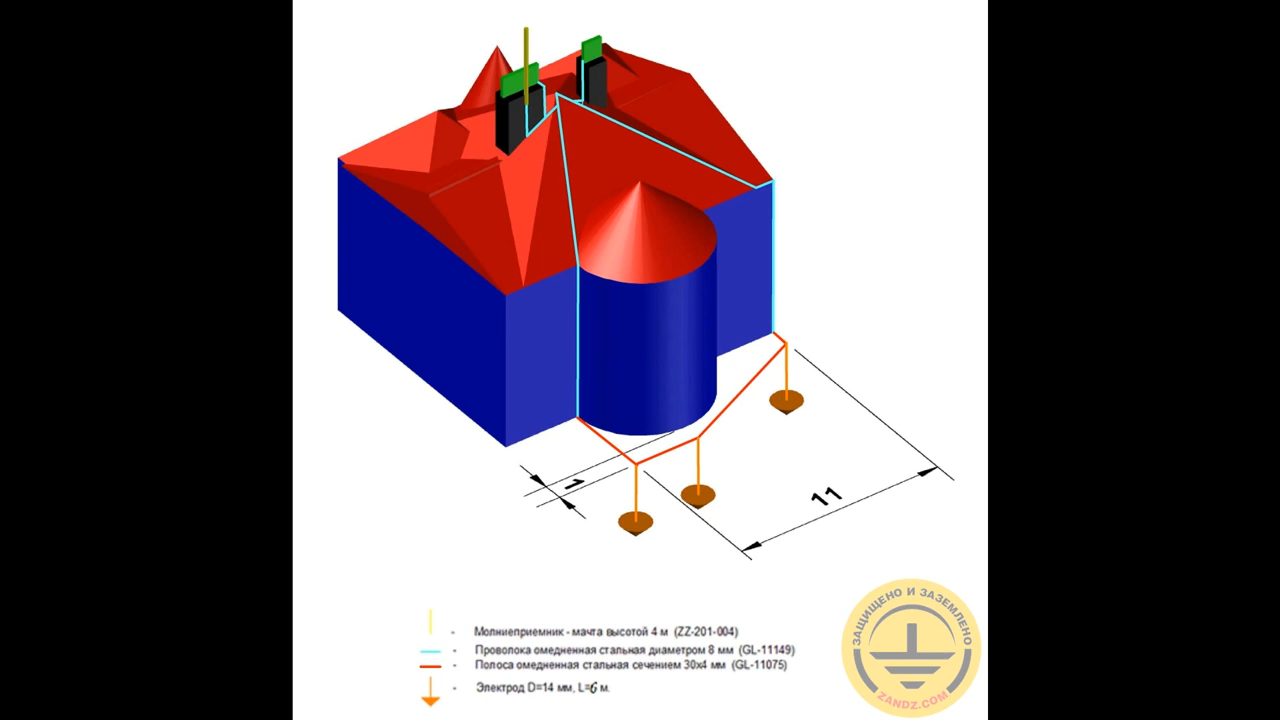 1
11
- Молниеприемник - мачта высотой 4 м (ZZ-201-004)
- Проволока омедненная стальная диаметром 8 мм (GL-11149)
- Полоса омедненная стальная сечением 30х4 мм (GL-11075)
- Электрод D=14 мм, L=6 м.
ЗАЩИЩЕНО И ЗАЗЕМЛЕНО
ZANDZ.COM